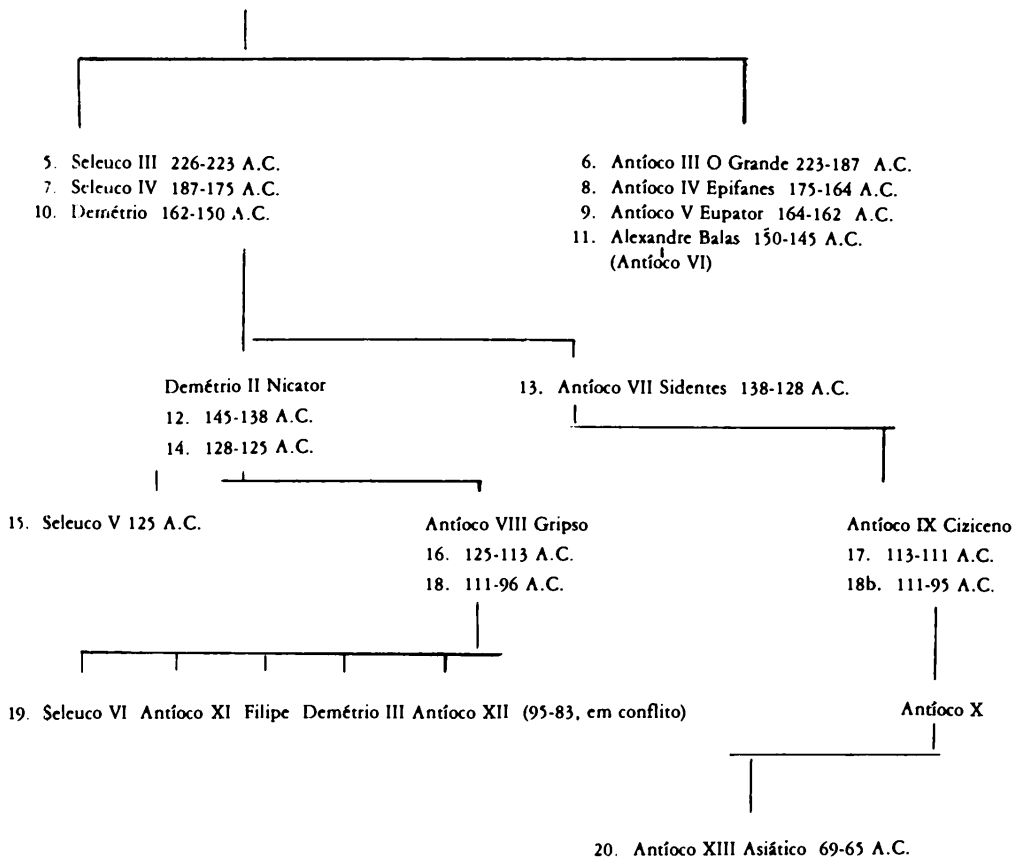 5. Seleuco III 226-223 A.C.
7. Seleuco IV 187-175 A.C.
10. Demétrio 162-150 A.C.
6. Antíoco III O Grande 223-187 A.C.
8. Antíoco IV Epifanes 175-164 A.C.
9. Antíoco V Eupator 164-162 A.C.
11. Alexandre Balas 150-145 A.C.
(Antíoco VI)
Demétrio II Nicator
12. 145-138 A.C.
14. 128-125 A.C.
13. Antíoco VII Sidentes 138-128 A.C.
15. Seleuco V 125 A.C.
Antíoco VIII Gripso
16. 125-113 A.C.
18. 111-96 A.C.
Antíoco IX Ciziceno
17. 113-111 A.C.
18b. 111-95 A.C.
19. Seleuco VI Antíoco XI Filipe Demétrio III Antíoco XII (95-83, em conflito)
Antíoco X
20. Antíoco XIII Asiático 69-65 A.C.